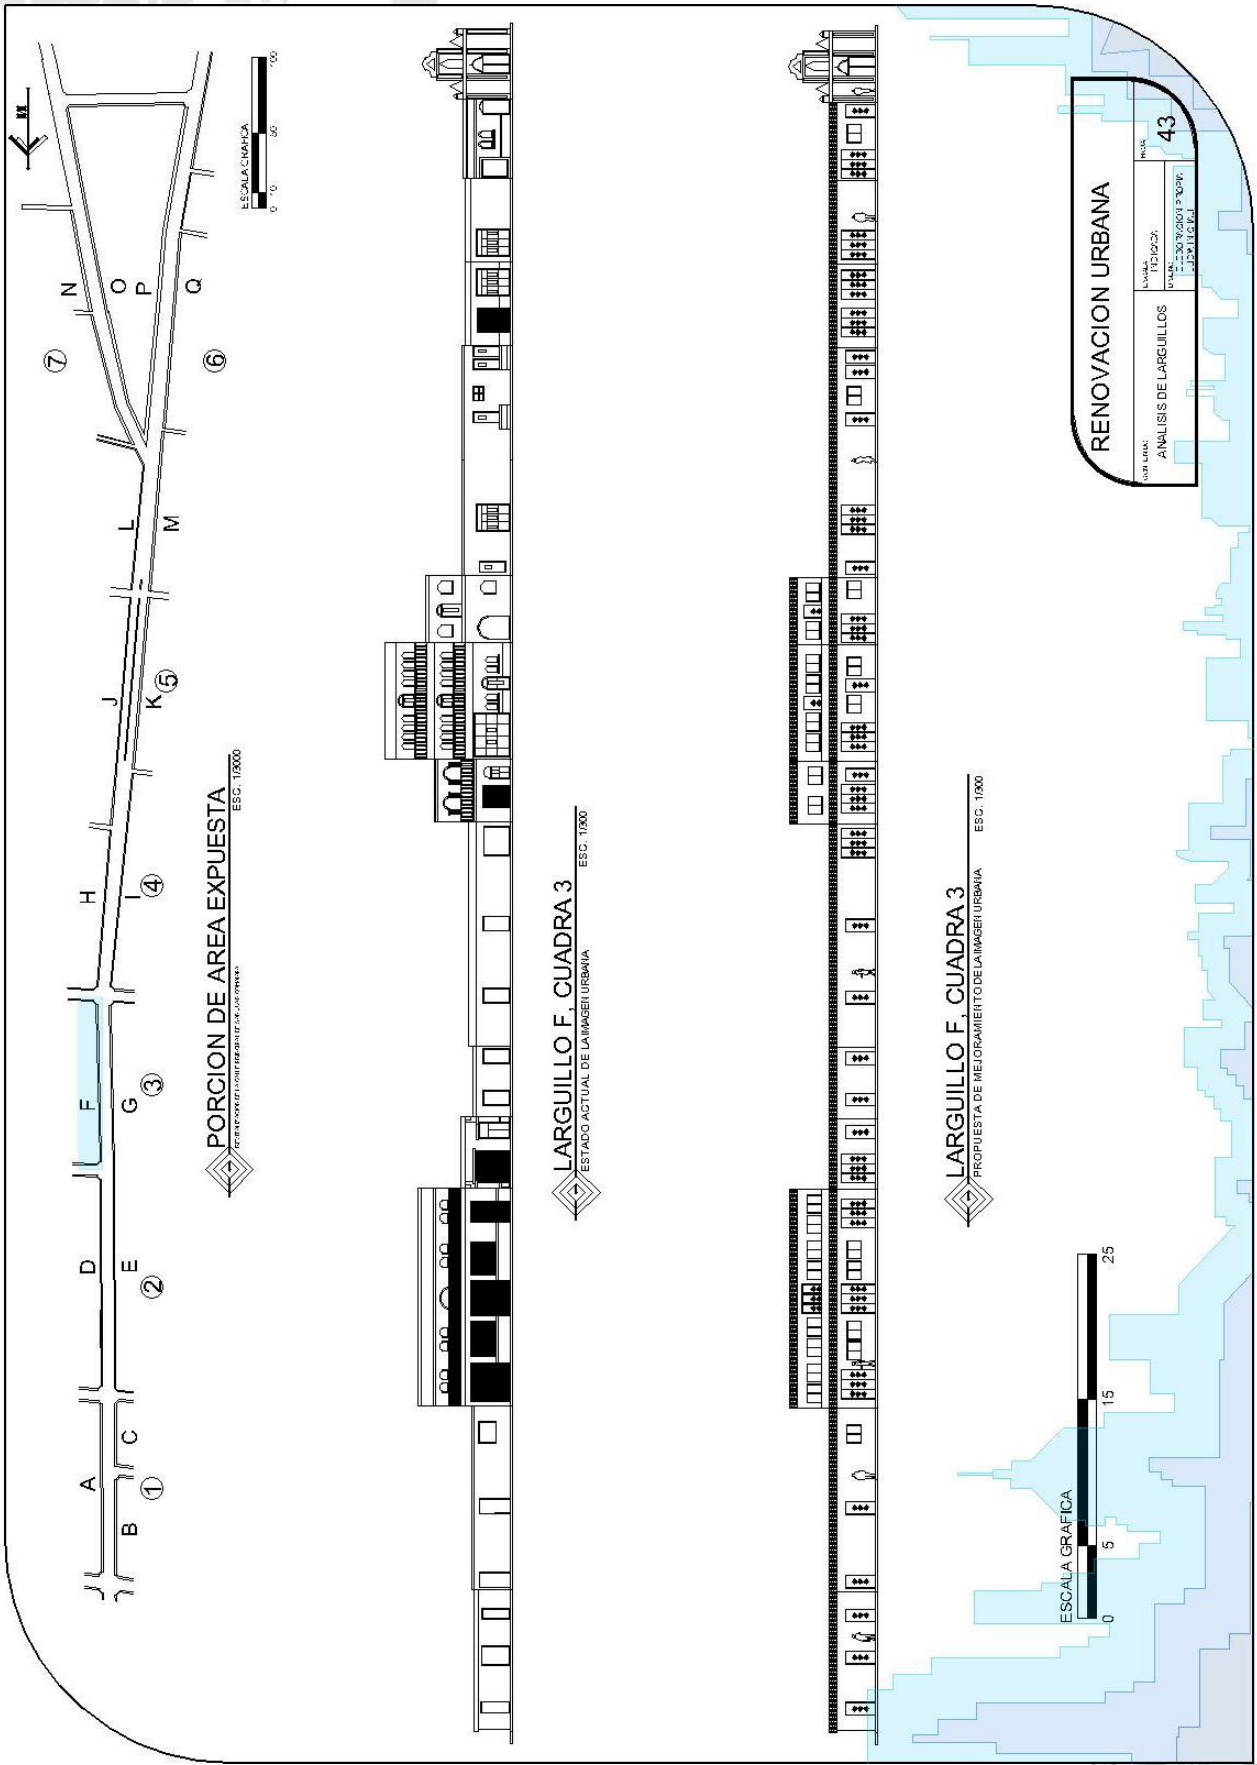 N
O
P
Q
7
6
L
M
J
K
5
H
I
4
F
G
3
D
E
2
A
C
B
1
ESCALA GRAFICA
0 10 50 100
PORCION DE AREA EXPUESTA
ESC. 1/3000
LARGUILLO F, CUADRA 3
ESTADO ACTUAL DE LA IMAGEN URBANA
ESC. 1/300
LARGUILLO F, CUADRA 3
PROPUESTA DE MEJORAMIENTO DE LA IMAGEN URBANA
ESC. 1/300
ESCALA GRAFICA
0 5 15 25
RENOVACION URBANA
ANALISIS DE LARGUILLOS
INDICADA
43